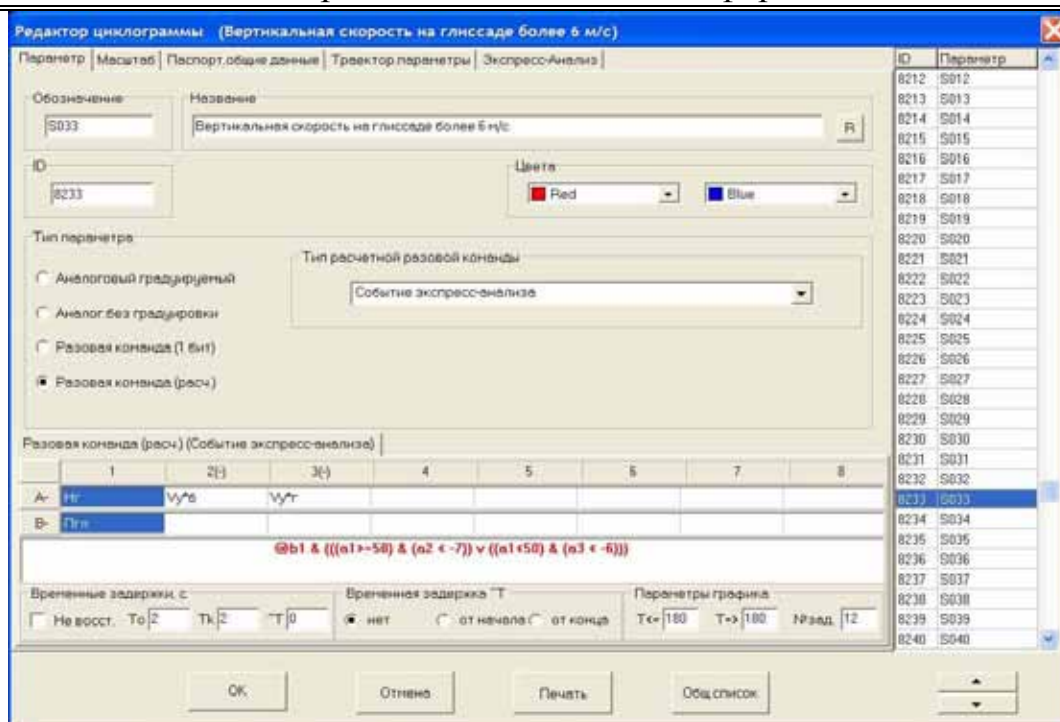 Редактор циклограммы (Вертикальная скорость на глиссаде более 6 м/с)
Параметр Масштаб Паспорт,общие данные Траектор.параметры Экспресс-Анализ
Обозначение Название
S033 Вертикальная скорость на глиссаде более 6 м/с R
ID Цвета
8233 Red Blue
Тип параметра
Тип расчетной разовой команды
Аналоговый градуируемый
Событие экспресс-анализа
Аналог без градуировки
Разовая команда (1 бит)
Разовая команда (расч.)
Разовая команда (расч.) (Событие экспресс-анализа)
1 2(-) 3(-) 4 5 6 7 8
A- Нг Vy*б Vy*г
B-
@b1 & (((a1>=50) & (a2 < -7)) v ((a1<50) & (a3 < -6)))
Временные задержки, с Временная задержка ^T Параметры графика
Не восст. To 2 Tk 2 ^T 0 нет от начала от конца T<= 180 T=> 180 N°зад. 12
ОК Отмена Печать Общ.список
ID Параметр
8212 S012
8213 S013
8214 S014
8215 S015
8216 S016
8217 S017
8218 S018
8219 S019
8220 S020
8221 S021
8222 S022
8223 S023
8224 S024
8225 S025
8226 S026
8227 S027
8228 S028
8229 S029
8230 S030
8231 S031
8232 S032
8233 S033
8234 S034
8235 S035
8236 S036
8237 S037
8238 S038
8239 S039
8240 S040